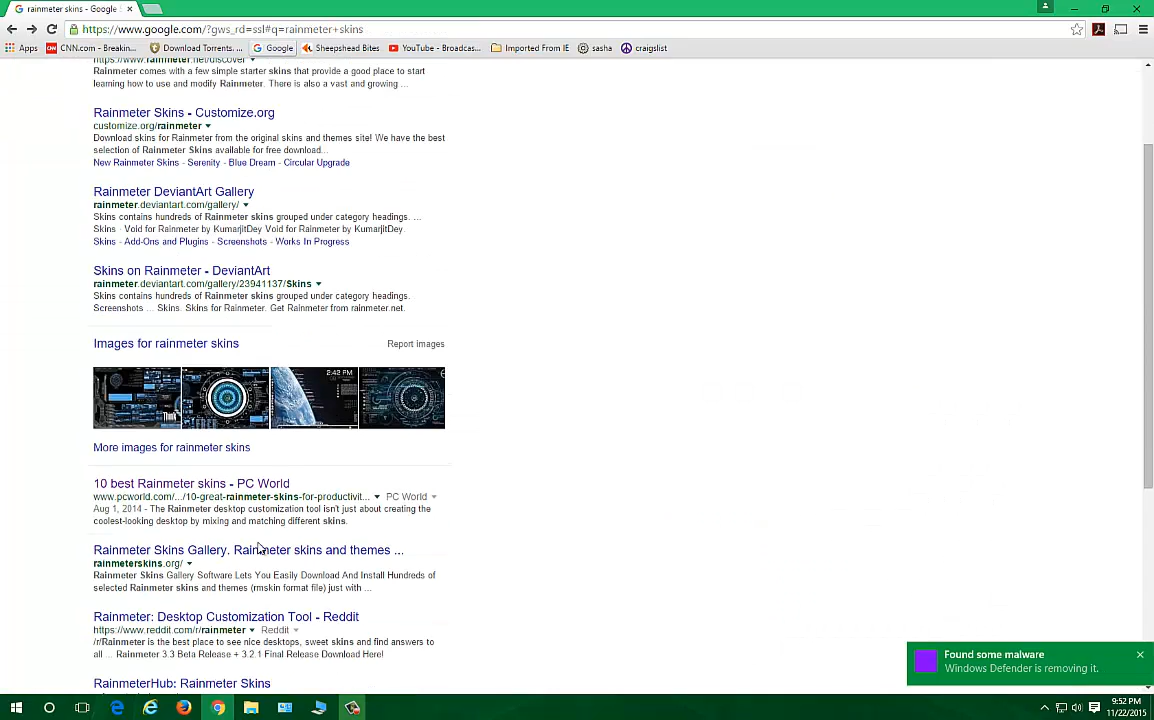 rainmeter skins - Google
https://www.google.com/?gws_rd=ssl#q=rainmeter+skins
Apps CNN.com - Breakin... Download Torrents, ... Google Sheepshead Bites YouTube - Broadcas... Imported From IE sasha craigslist
https://www.rainmeter.net/discover
Rainmeter comes with a few simple starter skins that provide a good place to start
learning how to use and modify Rainmeter. There is also a vast and growing ...
Rainmeter Skins - Customize.org
customize.org/rainmeter
Download skins for Rainmeter from the original skins and themes site! We have the best
selection of Rainmeter Skins available for free download...
New Rainmeter Skins - Serenity - Blue Dream - Circular Upgrade
Rainmeter DeviantArt Gallery
rainmeter.deviantart.com/gallery/
Skins contains hundreds of Rainmeter skins grouped under category headings. ...
Skins · Void for Rainmeter by KumarjitDey Void for Rainmeter by KumarjitDey.
Skins - Add-Ons and Plugins - Screenshots - Works In Progress
Skins on Rainmeter - DeviantArt
rainmeter.deviantart.com/gallery/23941137/Skins
Skins contains hundreds of Rainmeter skins grouped under category headings.
Screenshots ... Skins. Skins for Rainmeter. Get Rainmeter from rainmeter.net.
Images for rainmeter skins Report images
2:42 PM
More images for rainmeter skins
10 best Rainmeter skins - PC World
www.pcworld.com/.../10-great-rainmeter-skins-for-productivit... PC World
Aug 1, 2014 - The Rainmeter desktop customization tool isn't just about creating the
coolest-looking desktop by mixing and matching different skins.
Rainmeter Skins Gallery. Rainmeter skins and themes ...
rainmeterskins.org/
Rainmeter Skins Gallery Software Lets You Easily Download And Install Hundreds of
selected Rainmeter skins and themes (rmskin format file) just with ...
Rainmeter: Desktop Customization Tool - Reddit
https://www.reddit.com/r/rainmeter Reddit
/r/Rainmeter is the best place to see nice desktops, sweet skins and find answers to
all ... Rainmeter 3.3 Beta Release + 3.2.1 Final Release Download Here!
RainmeterHub: Rainmeter Skins
Found some malware
Windows Defender is removing it.
9:52 PM
11/22/2015